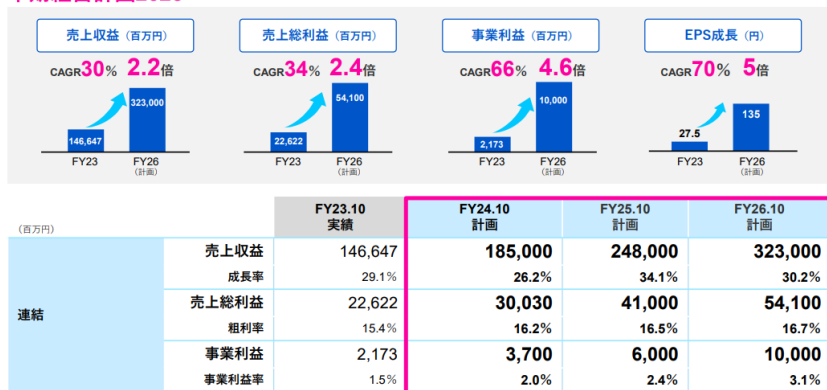 売上収益（百万円）
CAGR30% 2.2倍
323,000
146,647
FY23 FY26
（計画）
売上総利益（百万円）
CAGR34% 2.4倍
54,100
22,622
FY23 FY26
（計画）
事業利益（百万円）
CAGR66% 4.6倍
10,000
2,173
FY23 FY26
（計画）
EPS成長（円）
CAGR70% 5倍
135
27.5
FY23 FY26
（計画）
（百万円） FY23.10 実績 FY24.10 計画 FY25.10 計画 FY26.10 計画
連結
売上収益 146,647 185,000 248,000 323,000
成長率 29.1% 26.2% 34.1% 30.2%
売上総利益 22,622 30,030 41,000 54,100
粗利率 15.4% 16.2% 16.5% 16.7%
事業利益 2,173 3,700 6,000 10,000
事業利益率 1.5% 2.0% 2.4% 3.1%